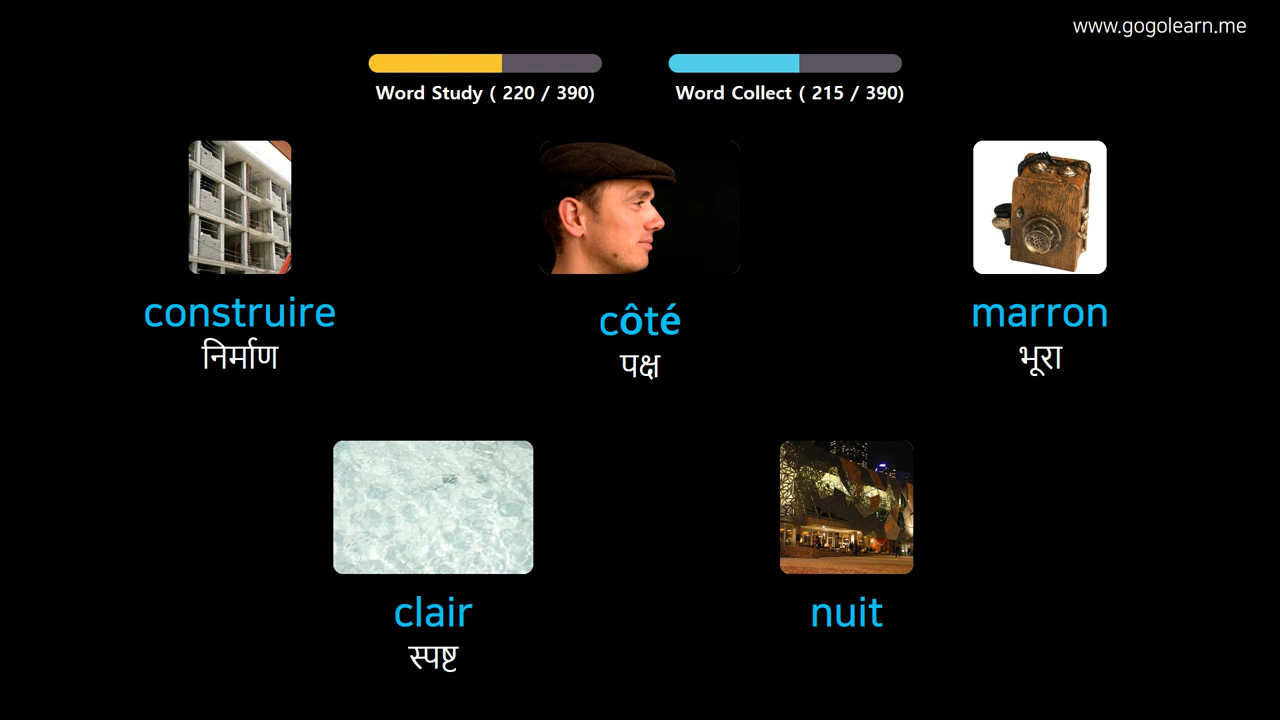 www.gogolearn.me
Word Study ( 220 / 390)
Word Collect ( 215 / 390)
construire
निर्माण
côté
पक्ष
marron
भूरा
clair
स्पष्ट
nuit